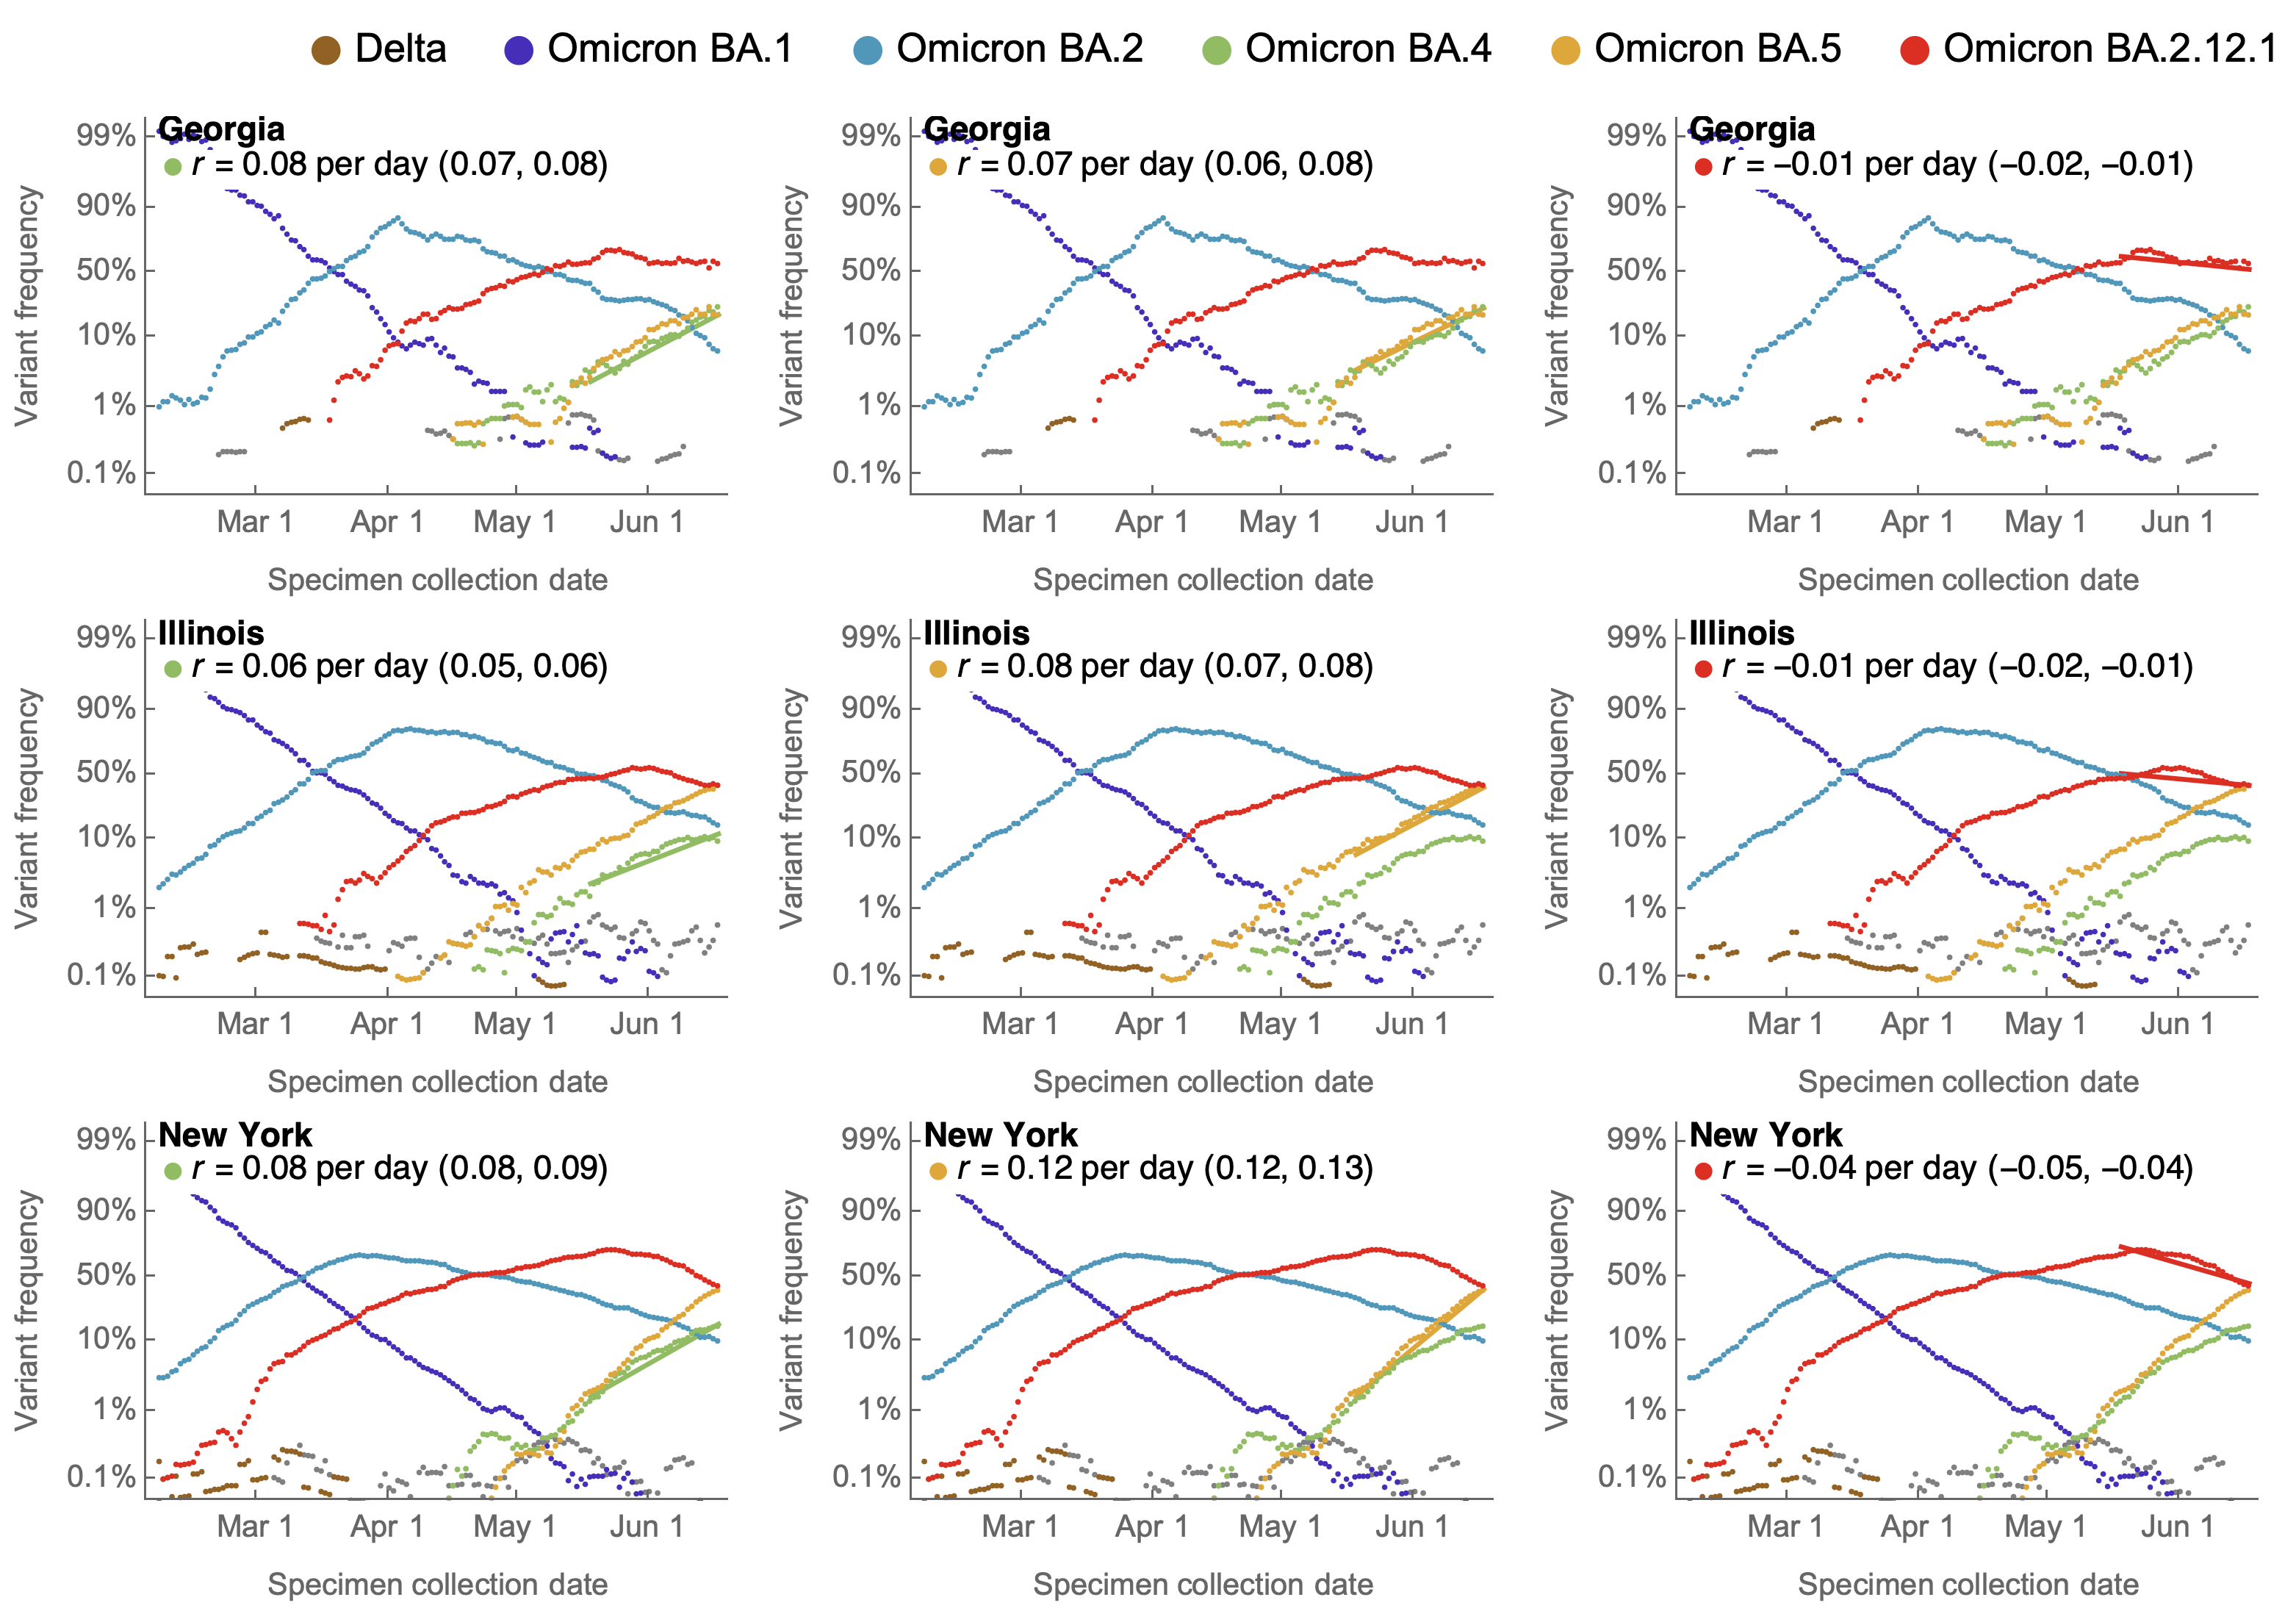 Delta Omicron BA.1 Omicron BA.2 Omicron BA.4 Omicron BA.5 Omicron BA.2.12.1
Georgia
r = 0.08 per day (0.07, 0.08)
Variant frequency
99%
90%
50%
10%
1%
0.1%
Mar 1 Apr 1 May 1 Jun 1
Specimen collection date
Georgia
r = 0.07 per day (0.06, 0.08)
Variant frequency
99%
90%
50%
10%
1%
0.1%
Mar 1 Apr 1 May 1 Jun 1
Specimen collection date
Georgia
r = −0.01 per day (−0.02, −0.01)
Variant frequency
99%
90%
50%
10%
1%
0.1%
Mar 1 Apr 1 May 1 Jun 1
Specimen collection date
Illinois
r = 0.06 per day (0.05, 0.06)
Variant frequency
99%
90%
50%
10%
1%
0.1%
Mar 1 Apr 1 May 1 Jun 1
Specimen collection date
Illinois
r = 0.08 per day (0.07, 0.08)
Variant frequency
99%
90%
50%
10%
1%
0.1%
Mar 1 Apr 1 May 1 Jun 1
Specimen collection date
Illinois
r = −0.01 per day (−0.02, −0.01)
Variant frequency
99%
90%
50%
10%
1%
0.1%
Mar 1 Apr 1 May 1 Jun 1
Specimen collection date
New York
r = 0.08 per day (0.08, 0.09)
Variant frequency
99%
90%
50%
10%
1%
0.1%
Mar 1 Apr 1 May 1 Jun 1
Specimen collection date
New York
r = 0.12 per day (0.12, 0.13)
Variant frequency
99%
90%
50%
10%
1%
0.1%
Mar 1 Apr 1 May 1 Jun 1
Specimen collection date
New York
r = −0.04 per day (−0.05, −0.04)
Variant frequency
99%
90%
50%
10%
1%
0.1%
Mar 1 Apr 1 May 1 Jun 1
Specimen collection date